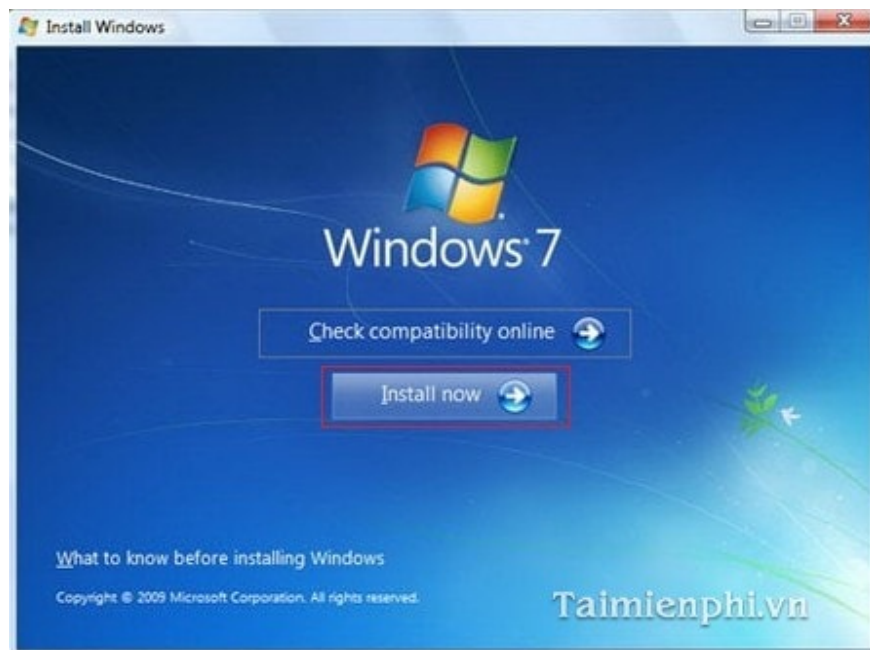 Install Windows
Windows 7
Check compatibility online
Install now
What to know before installing Windows
Copyright © 2009 Microsoft Corporation. All rights reserved.
Taimienphi.vn